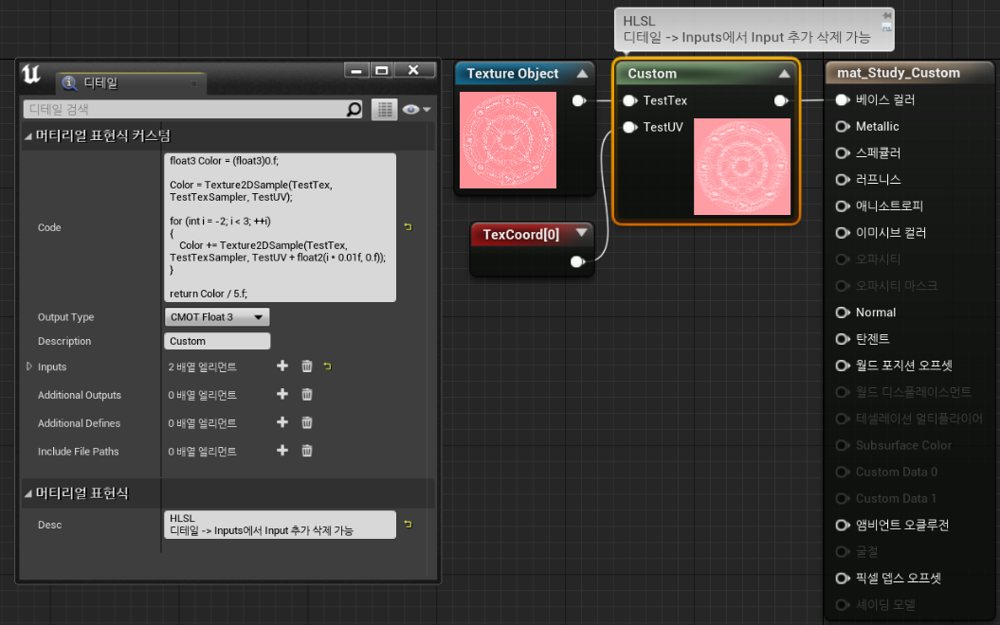 HLSL
디테일 -> Inputs에서 Input 추가 삭제 가능
디테일
디테일 검색
머티리얼 표현식 커스텀
Code
float3 Color = (float3)0.f;
Color = Texture2DSample(TestTex,
TestTexSampler, TestUV);
for (int i = -2; i < 3; ++i)
{
Color += Texture2DSample(TestTex,
TestTexSampler, TestUV + float2(i * 0.01f, 0.f));
}
return Color / 5.f;
Output Type
CMOT Float 3
Description
Custom
Inputs
2 배열 엘리먼트
Additional Outputs
0 배열 엘리먼트
Additional Defines
0 배열 엘리먼트
Include File Paths
0 배열 엘리먼트
머티리얼 표현식
Desc
HLSL
디테일 -> Inputs에서 Input 추가 삭제 가능
Texture Object
TexCoord[0]
Custom
TestTex
TestUV
mat_Study_Custom
베이스 컬러
Metallic
스페큘러
러프니스
애니소트로피
이미시브 컬러
오파시티
오파시티 마스크
Normal
탄젠트
월드 포지션 오프셋
월드 디스플레이스먼트
테셀레이션 멀티플라이어
Subsurface Color
Custom Data 0
Custom Data 1
앰비언트 오클루전
굴절
픽셀 뎁스 오프셋
셰이딩 모델